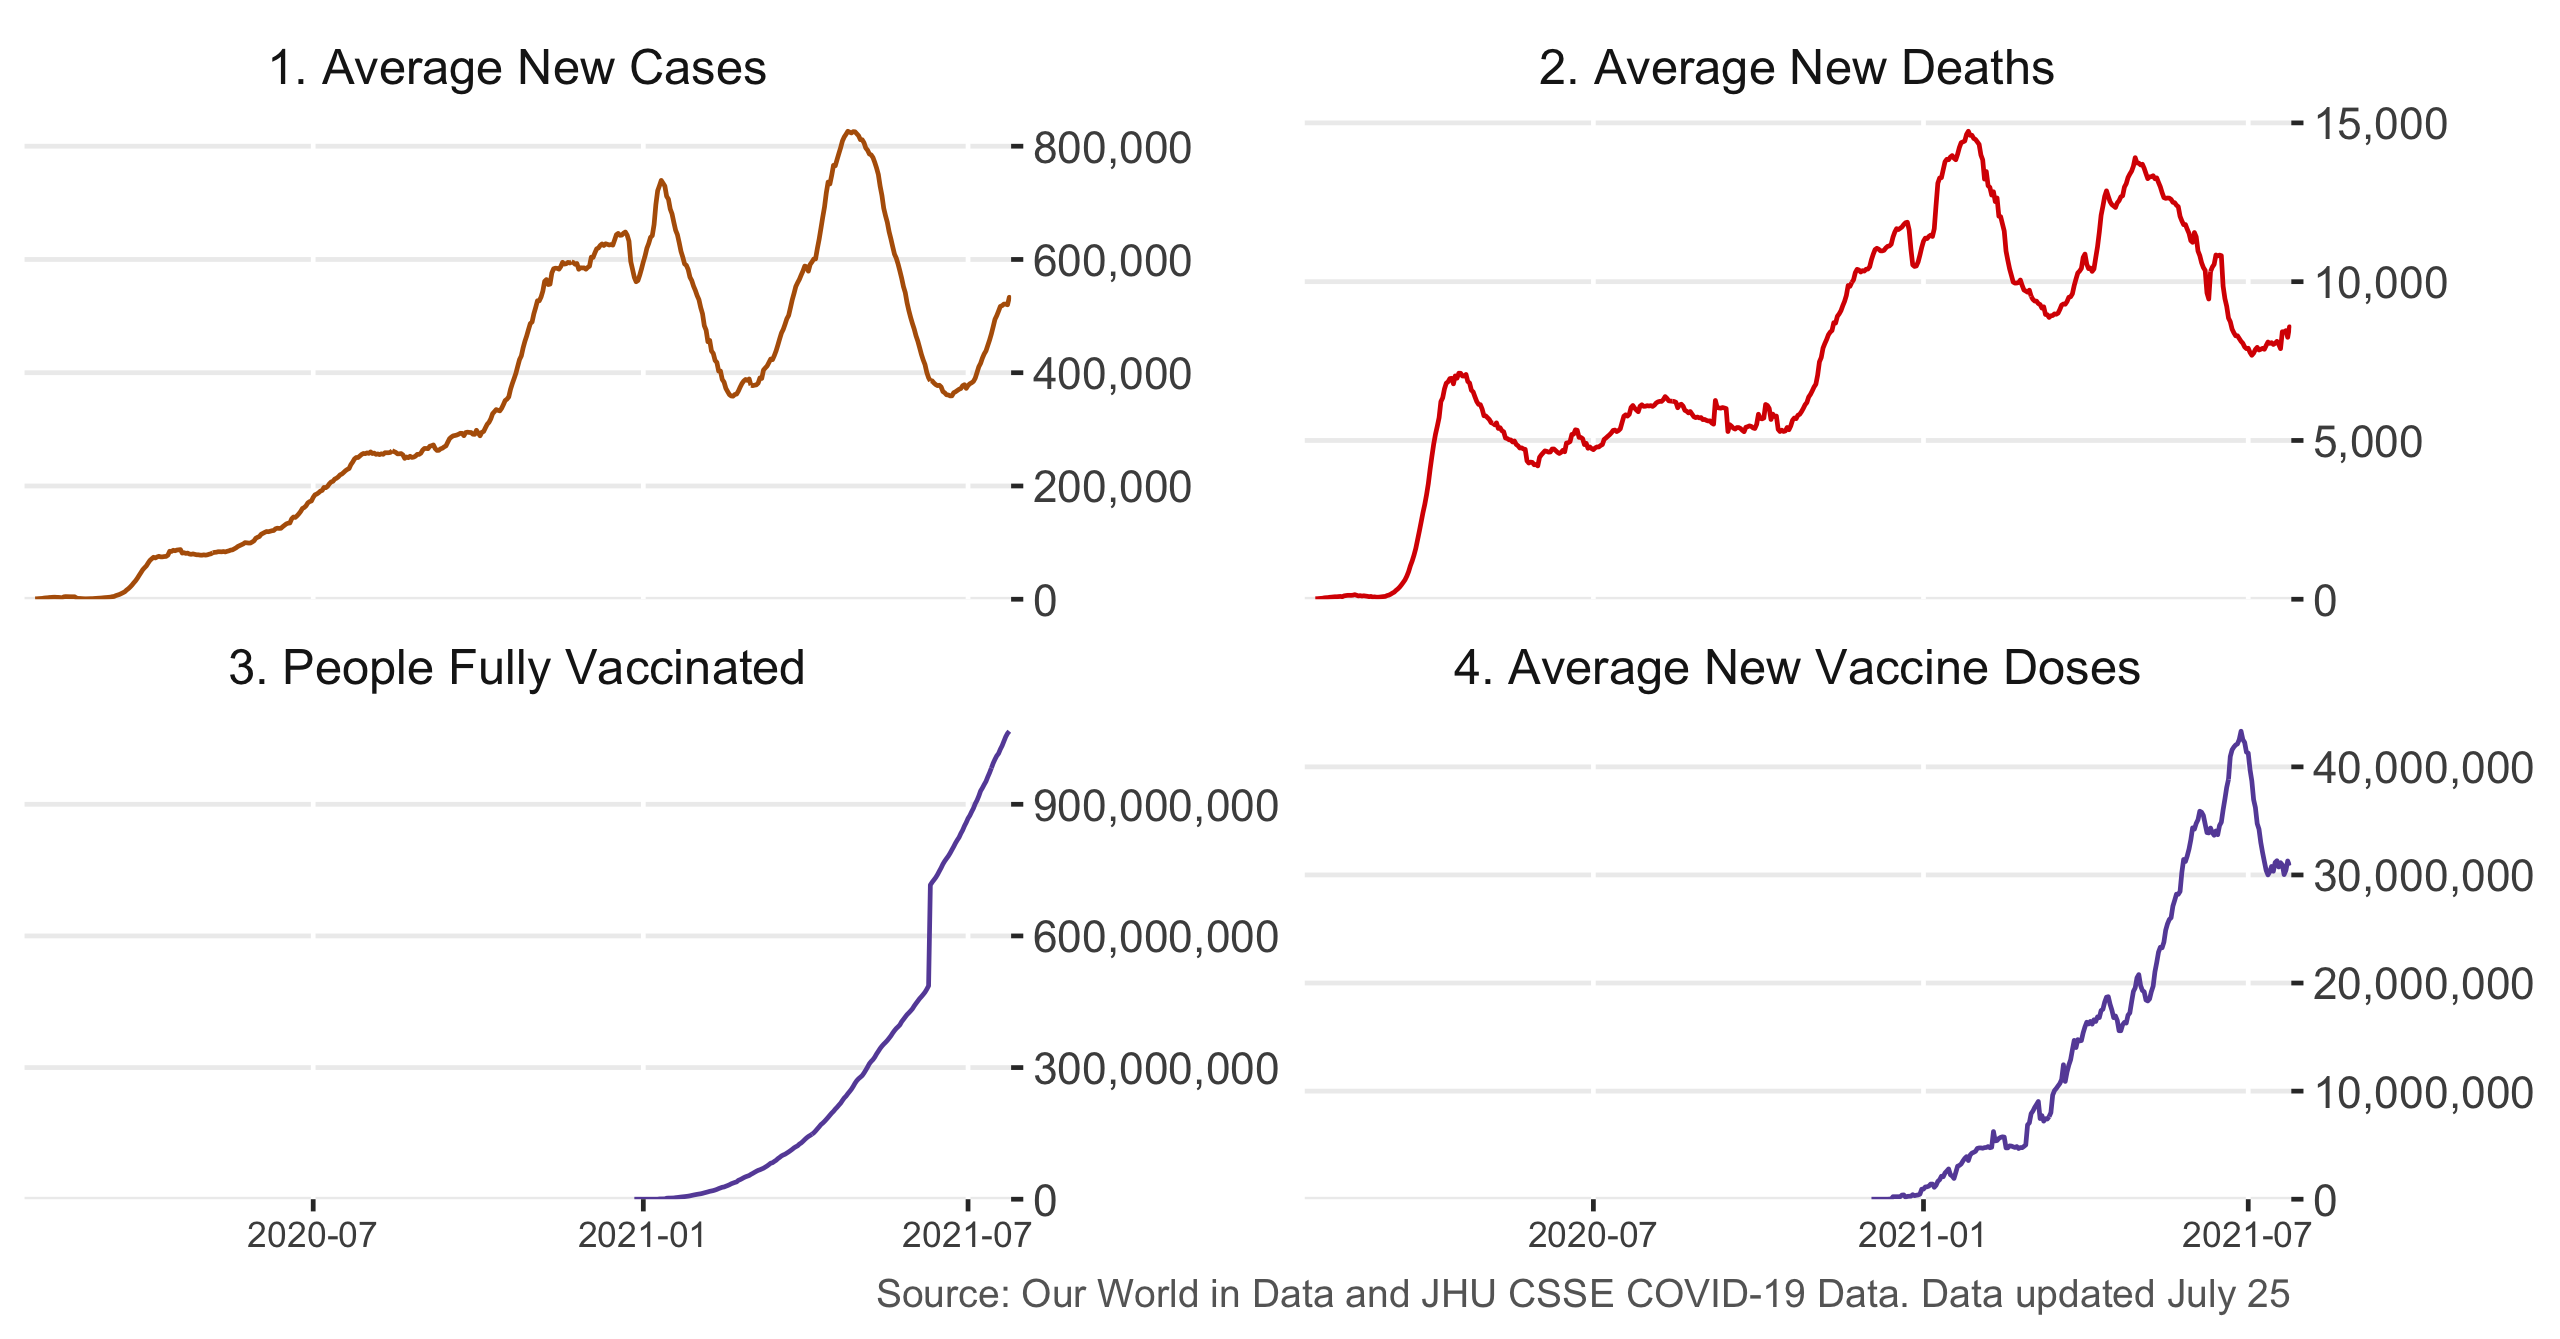 1. Average New Cases
800,000
600,000
400,000
200,000
0
2. Average New Deaths
15,000
10,000
5,000
0
3. People Fully Vaccinated
900,000,000
600,000,000
300,000,000
0
2020-07 2021-01 2021-07
4. Average New Vaccine Doses
40,000,000
30,000,000
20,000,000
10,000,000
0
2020-07 2021-01 2021-07
Source: Our World in Data and JHU CSSE COVID-19 Data. Data updated July 25